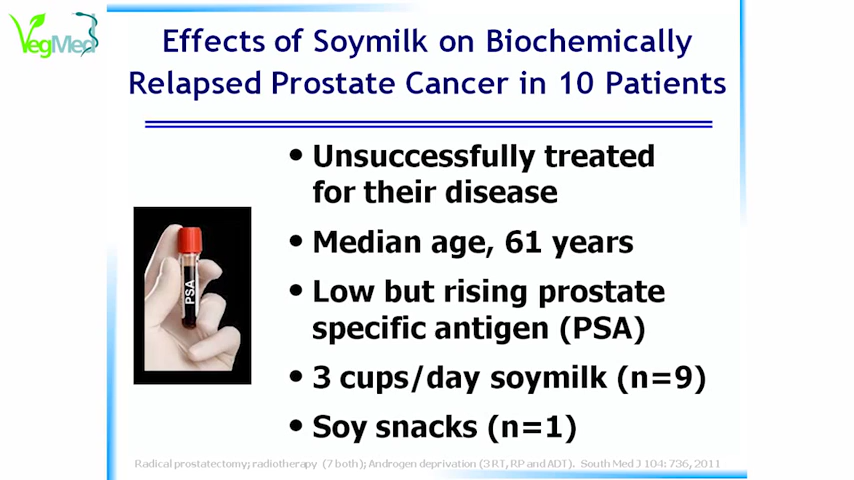 VegMed
Effects of Soymilk on Biochemically
Relapsed Prostate Cancer in 10 Patients
• Unsuccessfully treated
for their disease
• Median age, 61 years
• Low but rising prostate
specific antigen (PSA)
• 3 cups/day soymilk (n=9)
• Soy snacks (n=1)
PSA
Radical prostatectomy; radiotherapy (7 both); Androgen deprivation (3 RT, RP and ADT). South Med J 104: 736, 2011